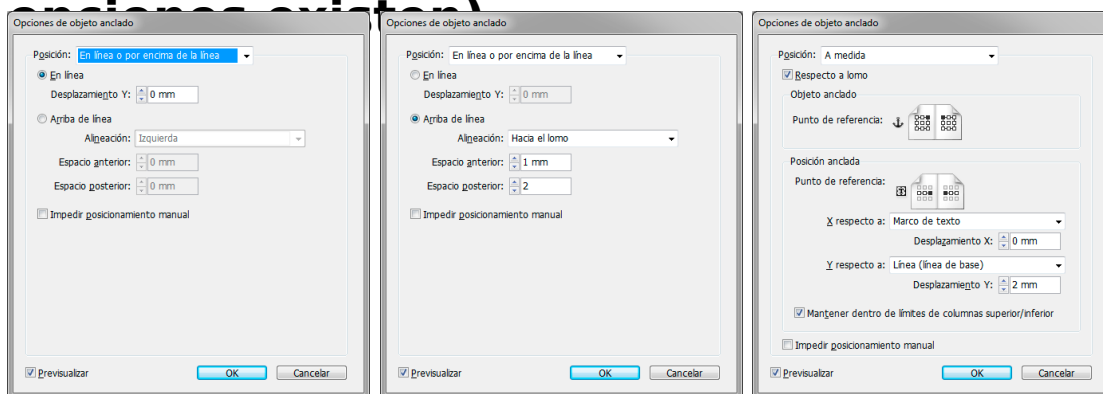 opciones existen)
Opciones de objeto anclado
Posición: En línea o por encima de la línea
En línea
Desplazamiento Y: 0 mm
Arriba de línea
Alineación: Izquierda
Espacio anterior: 0 mm
Espacio posterior: 0 mm
Impedir posicionamiento manual
Previsualizar OK Cancelar
Opciones de objeto anclado
Posición: En línea o por encima de la línea
En línea
Desplazamiento Y: 0 mm
Arriba de línea
Alineación: Hacia el lomo
Espacio anterior: 1 mm
Espacio posterior: 2
Impedir posicionamiento manual
Previsualizar OK Cancelar
Opciones de objeto anclado
Posición: A medida
Respecto a lomo
Objeto anclado
Punto de referencia:
Posición anclada
Punto de referencia:
X respecto a: Marco de texto
Desplazamiento X: 0 mm
Y respecto a: Línea (línea de base)
Desplazamiento Y: 2 mm
Mantener dentro de límites de columnas superior/inferior
Impedir posicionamiento manual
Previsualizar OK Cancelar